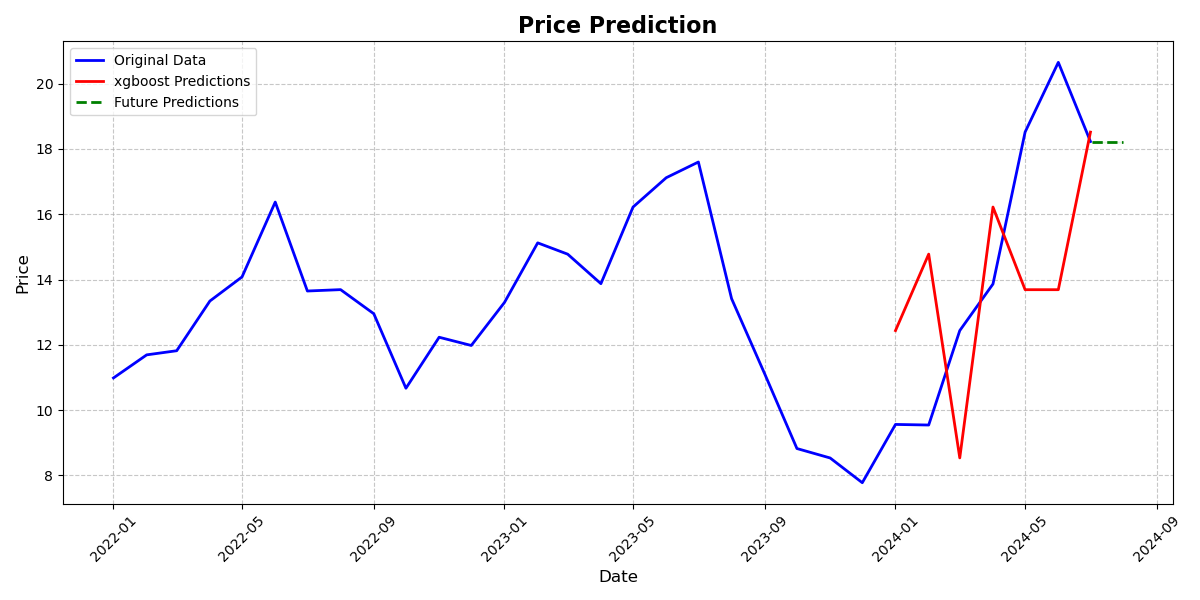 Price Prediction
Original Data
xgboost Predictions
Future Predictions
Price
20
18
16
14
12
10
8
2022-01
2022-05
2022-09
2023-01
2023-05
2023-09
2024-01
2024-05
2024-09
Date